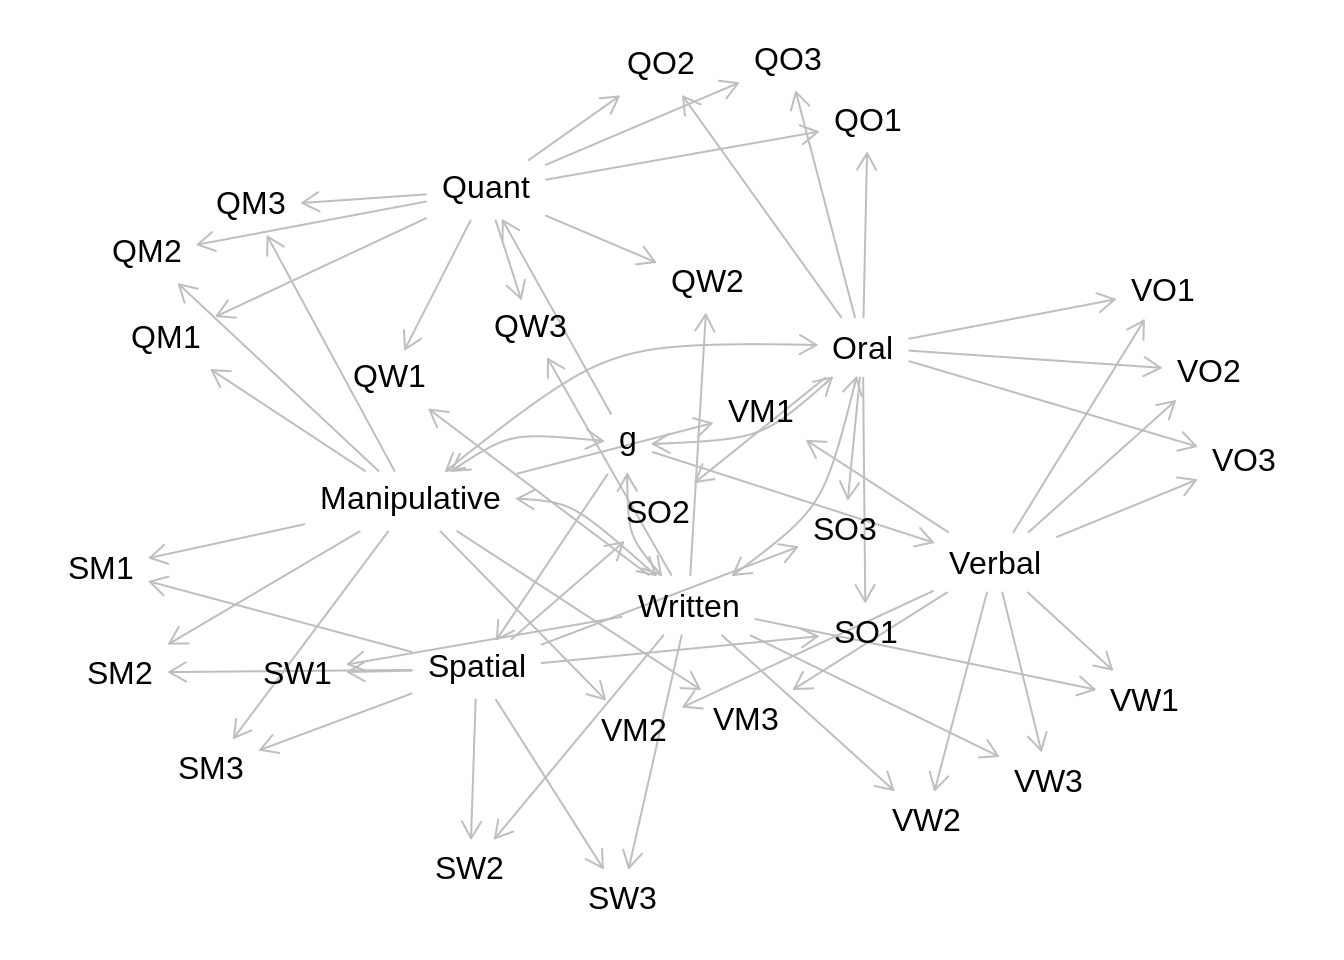 QO3
QO2
QO1
Quant
QM3
QM2
QW2
VO1
QW3
QM1
Oral
VO2
QW1
VM1
g
VO3
Manipulative
SO2
SO3
Verbal
SM1
Written
SO1
Spatial
SM2
SW1
VW1
VM3
VM2
SM3
VW3
VW2
SW2
SW3